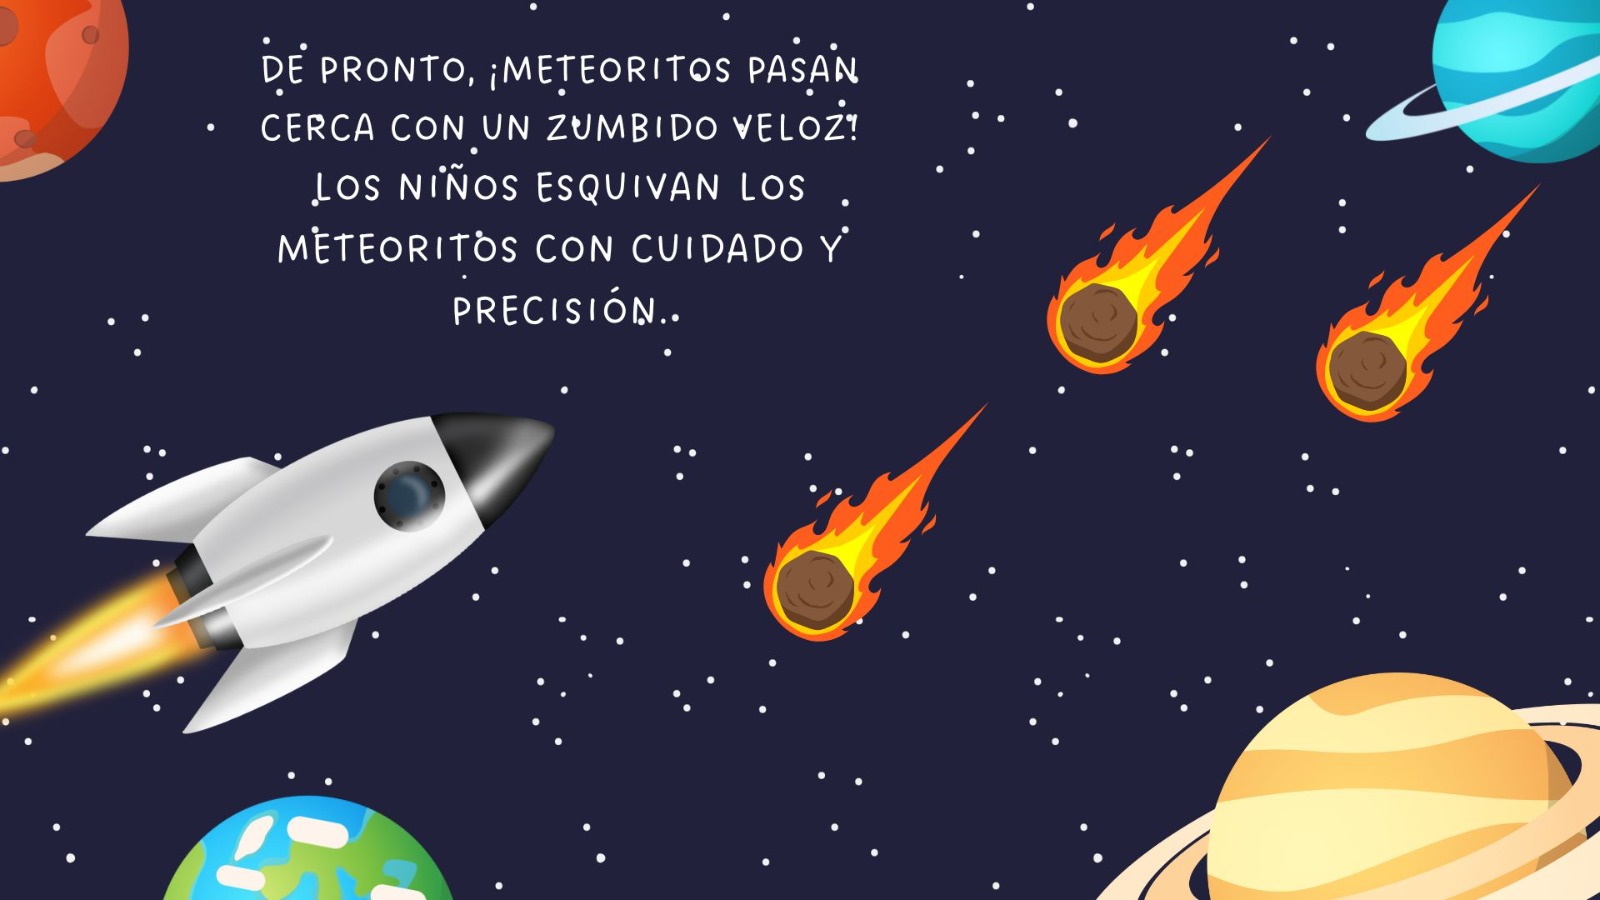 DE PRONTO, ¡METEORITOS PASAN
CERCA CON UN ZUMBIDO VELOZ!
LOS NIÑOS ESQUIVAN LOS
METEORITOS CON CUIDADO Y
PRECISIÓN.